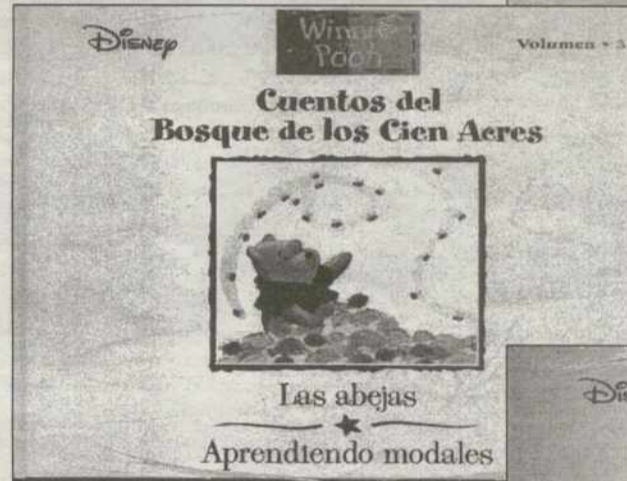 Disney
Winnie
Pooh
Volumen • 3
Cuentos del
Bosque de los Cien Acres
Las abejas
Aprendiendo modales